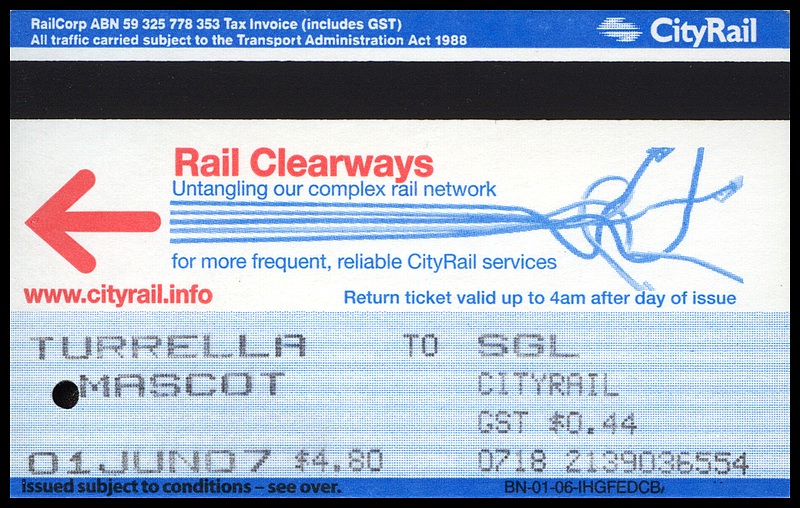 RailCorp ABN 59 325 778 353 Tax Invoice (includes GST)
All traffic carried subject to the Transport Administration Act 1988
CityRail
Rail Clearways
Untangling our complex rail network
for more frequent, reliable CityRail services
www.cityrail.info
Return ticket valid up to 4am after day of issue
TURRELLA TO SGL
MASCOT CITYRAIL
GST $0.44
01JUN07 $4.80 0718 2139036554
issued subject to conditions – see over. BN-01-06-IHGFEDCB